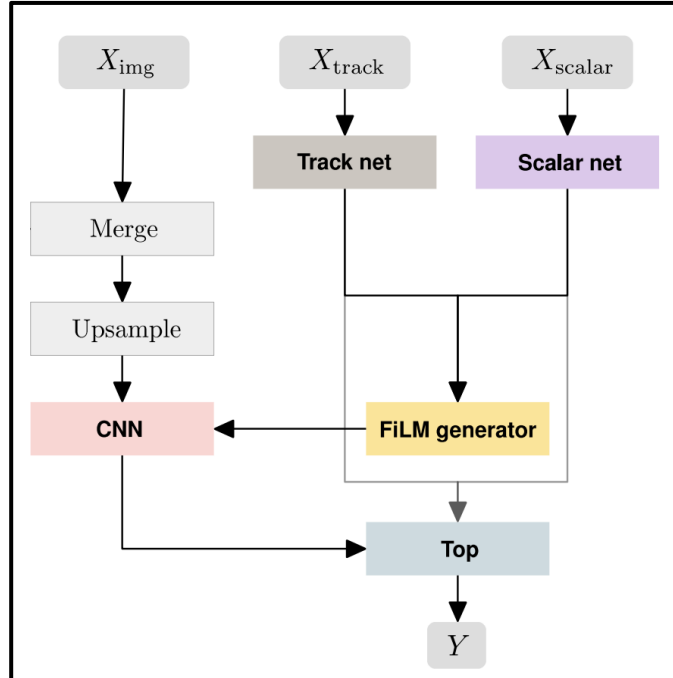 X_img
X_track
X_scalar
Track net
Scalar net
Merge
Upsample
CNN
FiLM generator
Top
Y